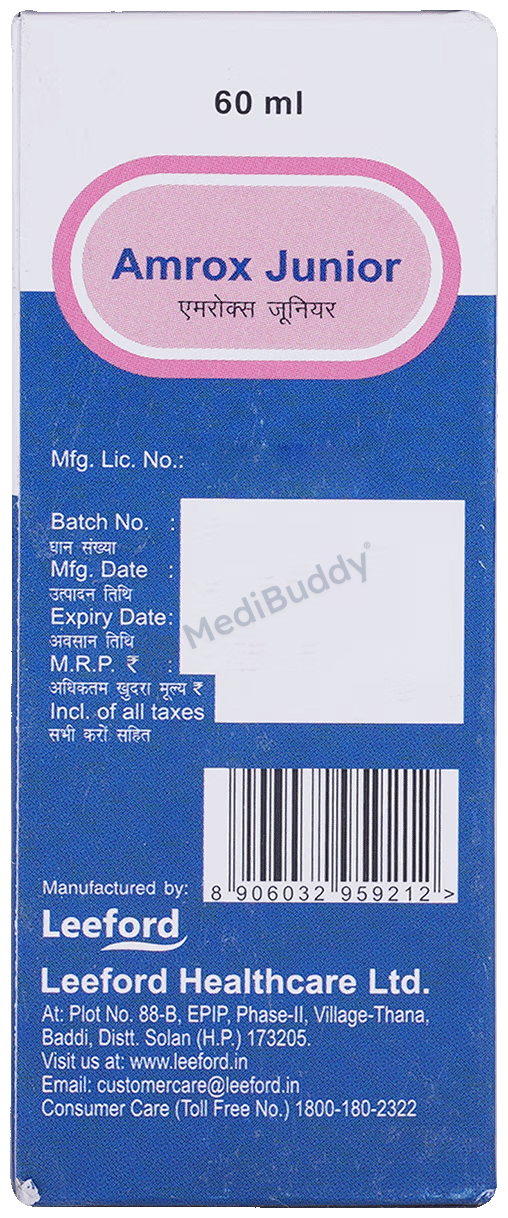 60 ml
Amrox Junior
एमरोक्स जूनियर
Mfg. Lic. No.:
Batch No. :
घान संख्या
Mfg. Date :
उत्पादन तिथि
Expiry Date:
अवसान तिथि
M.R.P. ₹ :
अधिकतम खुदरा मूल्य ₹
Incl. of all taxes
सभी करों सहित
MediBuddy®
8 906032 959212 >
Manufactured by:
Leeford
Leeford Healthcare Ltd.
At: Plot No. 88-B, EPIP, Phase-II, Village-Thana,
Baddi, Distt. Solan (H.P.) 173205.
Visit us at: www.leeford.in
Email: customercare@leeford.in
Consumer Care (Toll Free No.) 1800-180-2322